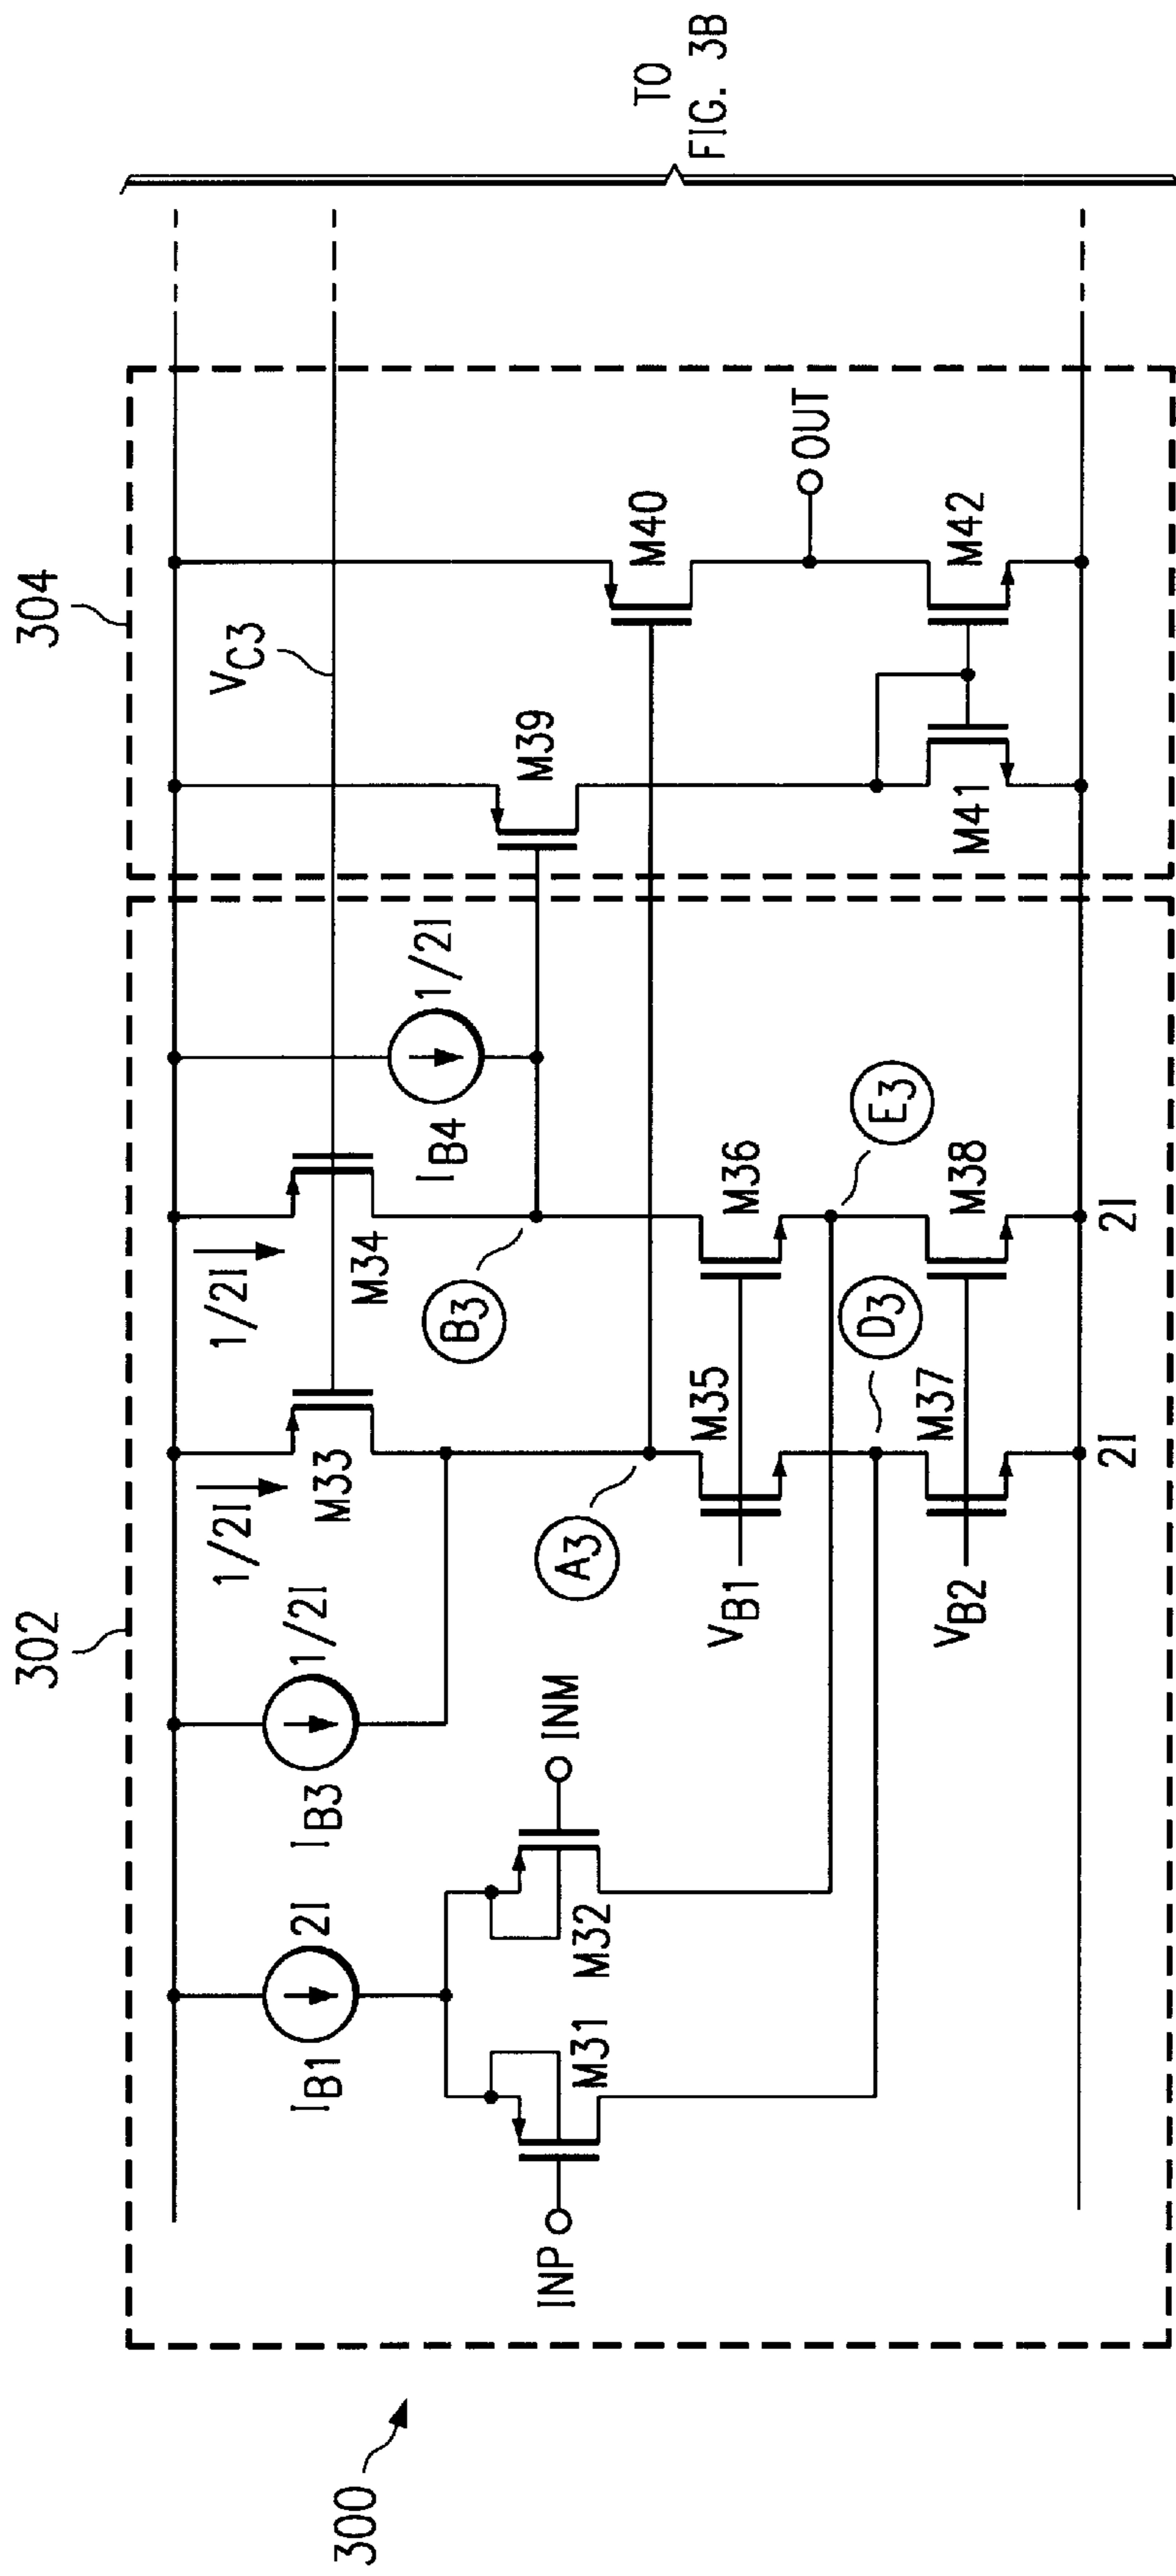 300
302
304
TO
FIG. 3B
VC3
IB1
2I
IB3
1/2I
1/2I
1/2I
IB4
1/2I
M33
M34
INP
M31
M32
INM
A3
B3
M39
M40
OUT
VB1
M35
M36
D3
E3
VB2
M37
M38
M41
M42
2I
2I